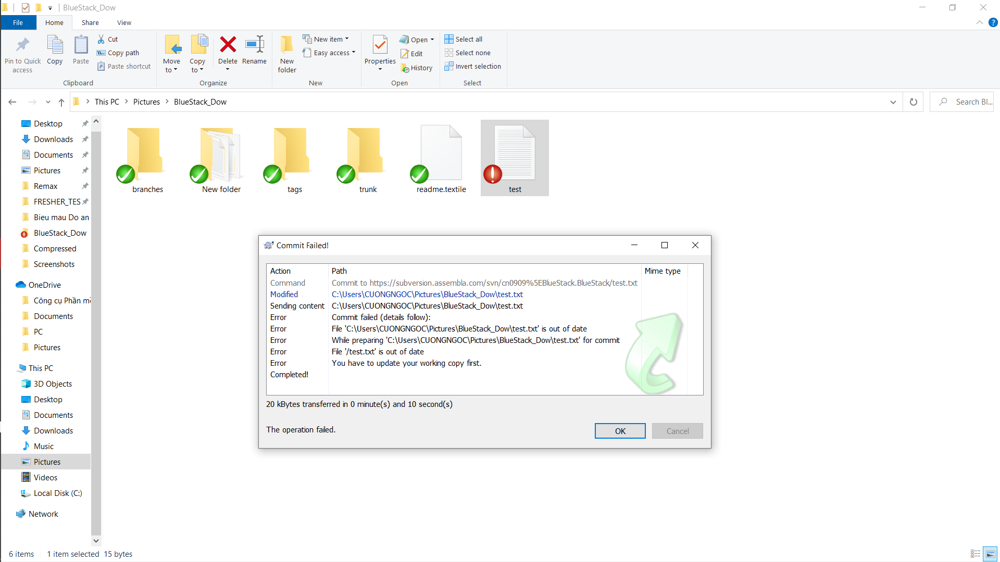 BlueStack_Dow
File
Home
Share
View
?
Pin to Quick
access
Copy
Paste
Cut
Copy path
Paste shortcut
Clipboard
Move
to
Copy
to
Delete
Rename
Organize
New
folder
New item
Easy access
New
Properties
Open
Edit
History
Open
Select all
Select none
Invert selection
Select
This PC
Pictures
BlueStack_Dow
Search Bl...
Desktop
Downloads
Documents
Pictures
Remax
FRESHER_TES
Bieu mau Do an
BlueStack_Dow
Compressed
Screenshots
OneDrive
Công cụ Phần mề
Documents
PC
Pictures
This PC
3D Objects
Desktop
Documents
Downloads
Music
Pictures
Videos
Local Disk (C:)
Network
branches
New folder
tags
trunk
readme.textile
test
Commit Failed!
Action Path Mime type
Command Commit to https://subversion.assembla.com/svn/cn0909%5EBlueStack.BlueStack/test.txt
Modified C:\Users\CUONGNGOC\Pictures\BlueStack_Dow\test.txt
Sending content C:\Users\CUONGNGOC\Pictures\BlueStack_Dow\test.txt
Error Commit failed (details follow):
Error File 'C:\Users\CUONGNGOC\Pictures\BlueStack_Dow\test.txt' is out of date
Error While preparing 'C:\Users\CUONGNGOC\Pictures\BlueStack_Dow\test.txt' for commit
Error File '/test.txt' is out of date
Error You have to update your working copy first.
Completed!
20 kBytes transferred in 0 minute(s) and 10 second(s)
The operation failed.
OK
Cancel
6 items 1 item selected 15 bytes